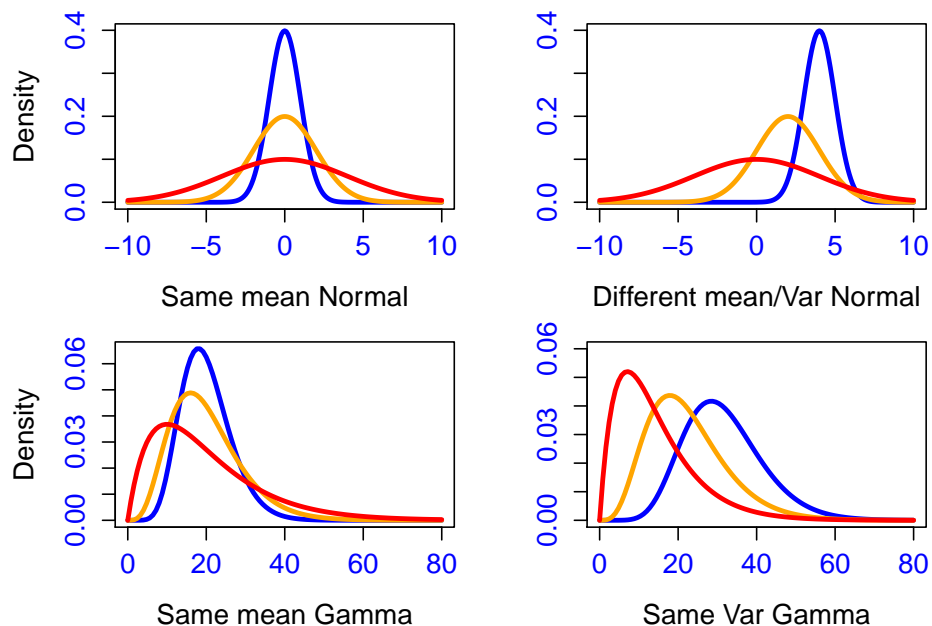 Density
0.0 0.2 0.4
−10 −5 0 5 10
Same mean Normal
0.0 0.2 0.4
−10 −5 0 5 10
Different mean/Var Normal
Density
0.00 0.03 0.06
0 20 40 60 80
Same mean Gamma
0.00 0.03 0.06
0 20 40 60 80
Same Var Gamma